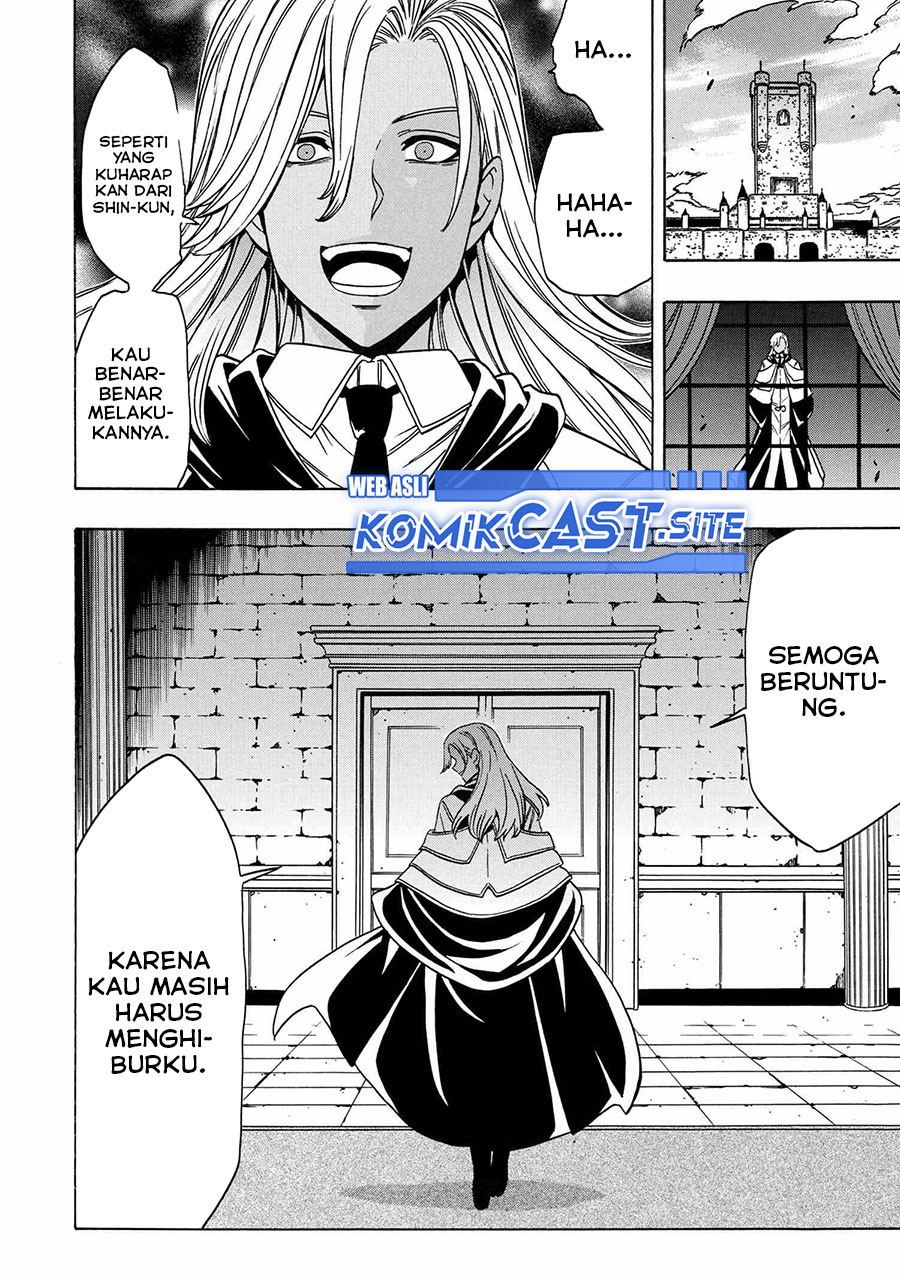 HA...
HAHA-
HA...
SEPERTI
YANG
KUHARAP
KAN DARI
SHIN-KUN,
KAU
BENAR-
BENAR
MELAKU-
KANNYA.
WEB ASLI
KOMIKCAST.SITE
SEMOGA
BERUNTU-
NG.
KARENA
KAU MASIH
HARUS
MENGHI-
BURKU.